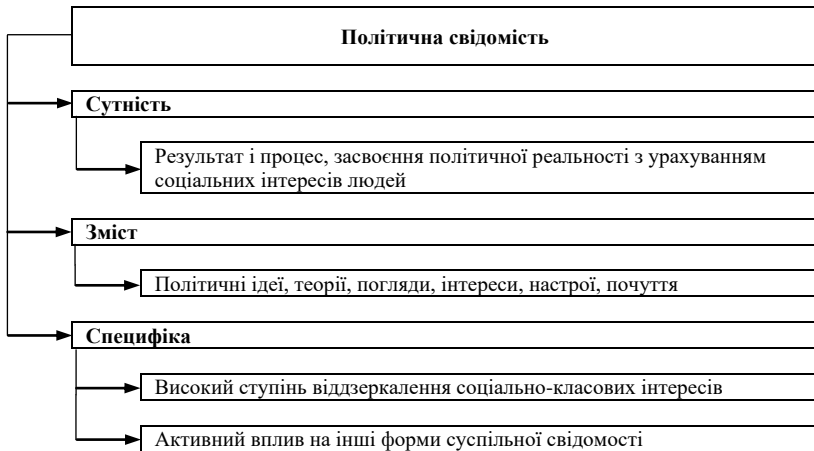 Політична свідомість
Сутність
Результат і процес, засвоєння політичної реальності з урахуванням
соціальних інтересів людей
Зміст
Політичні ідеї, теорії, погляди, інтереси, настрої, почуття
Специфіка
Високий ступінь віддзеркалення соціально-класових інтересів
Активний вплив на інші форми суспільної свідомості